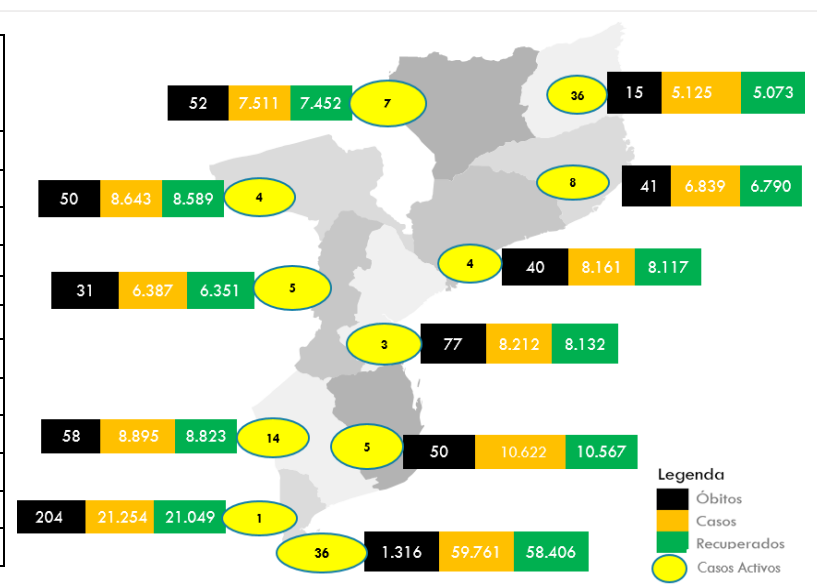 52 7.511 7.452 7
36 15 5.125 5.073
50 8.643 8.589 4
8 41 6.839 6.790
31 6.387 6.351 5
4 40 8.161 8.117
3 77 8.212 8.132
58 8.895 8.823 14
5 50 10.622 10.567
204 21.254 21.049 1
36 1.316 59.761 58.406
Legenda
Óbitos
Casos
Recuperados
Casos Activos